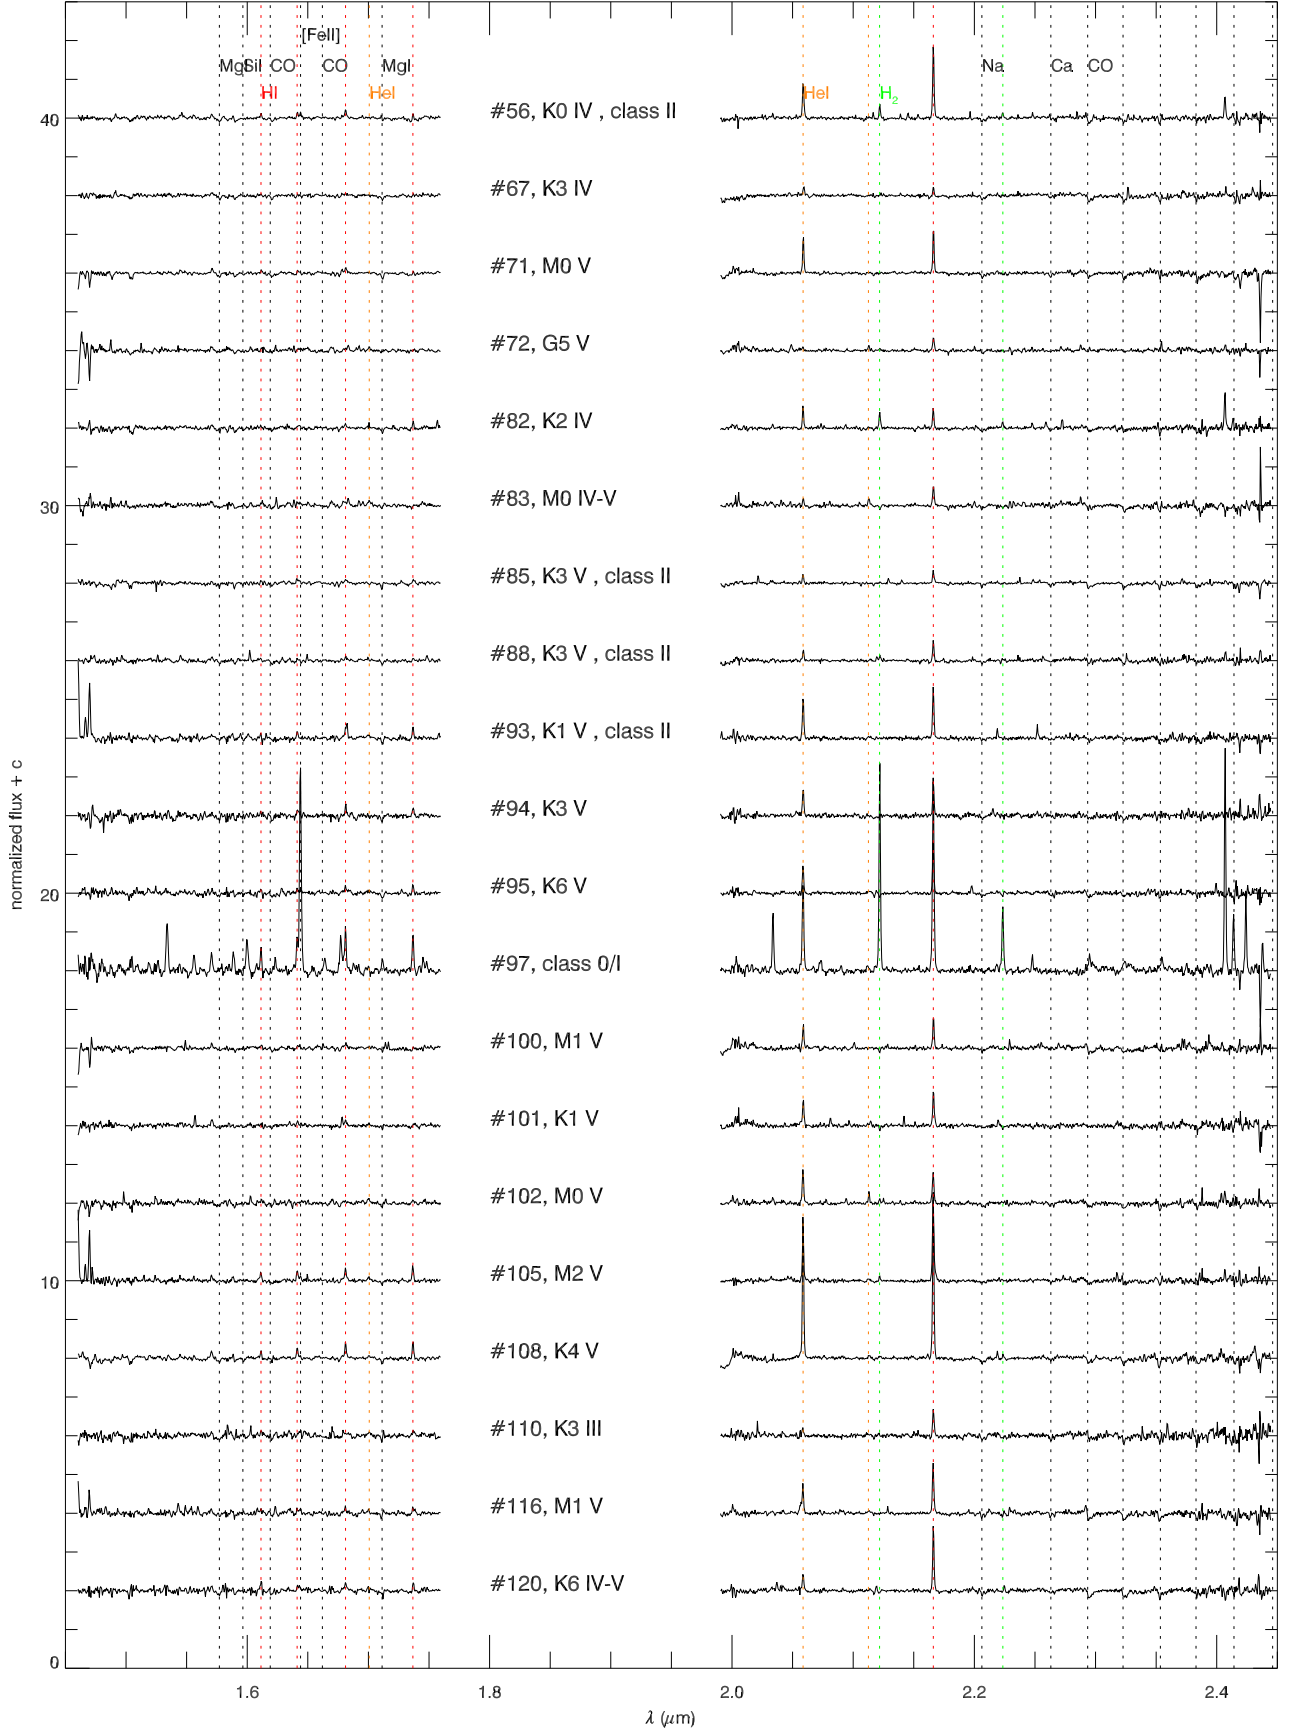 [FeII]
MgI SiI CO CO MgI Na Ca CO
HI HeI HeI H2
#56, K0 IV , class II
40
#67, K3 IV
#71, M0 V
#72, G5 V
#82, K2 IV
#83, M0 IV-V
30
#85, K3 V , class II
#88, K3 V , class II
#93, K1 V , class II
#94, K3 V
#95, K6 V
20
#97, class 0/I
#100, M1 V
#101, K1 V
#102, M0 V
#105, M2 V
10
#108, K4 V
#110, K3 III
#116, M1 V
#120, K6 IV-V
0
normalized flux + c
1.6 1.8 2.0 2.2 2.4
λ (μm)